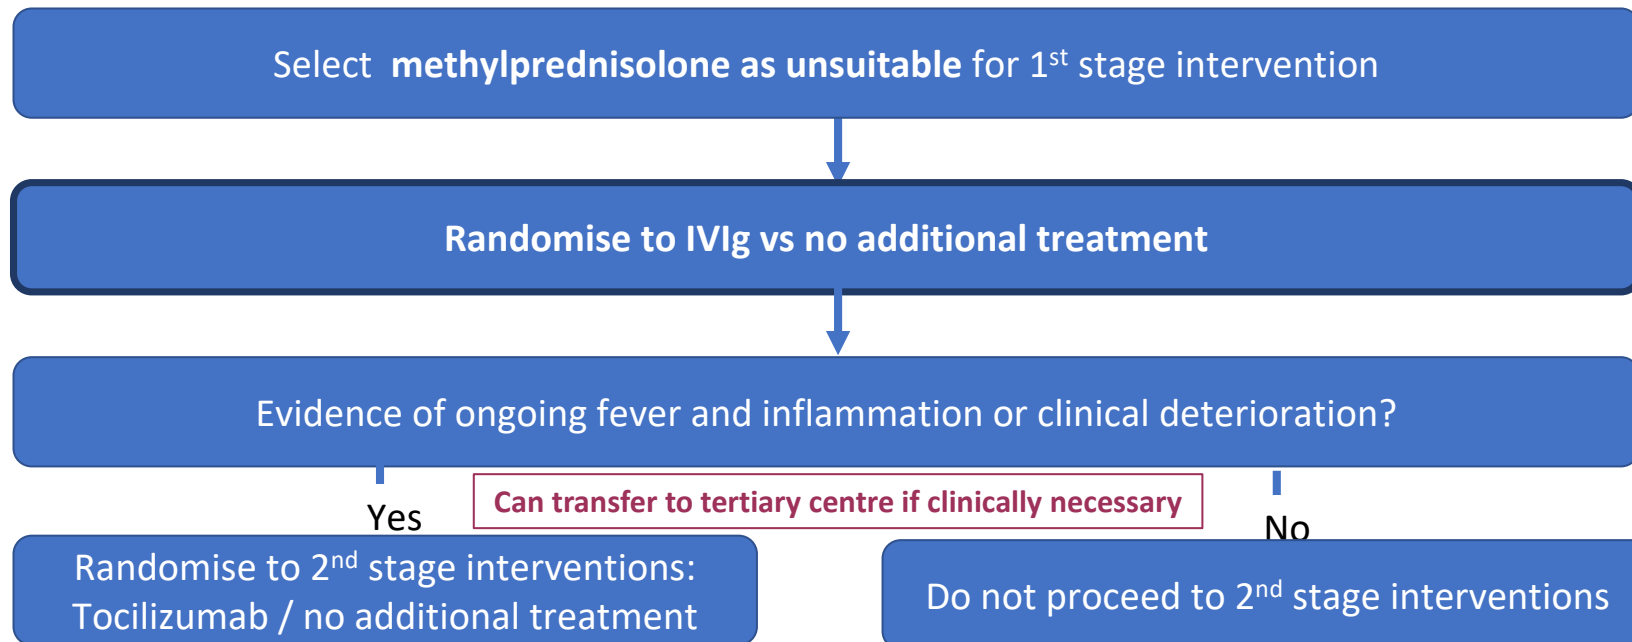 Select methylprednisolone as unsuitable for 1st stage intervention
Randomise to IVIg vs no additional treatment
Evidence of ongoing fever and inflammation or clinical deterioration?
Can transfer to tertiary centre if clinically necessary
Yes
No
Randomise to 2nd stage interventions:
Tocilizumab / no additional treatment
Do not proceed to 2nd stage interventions